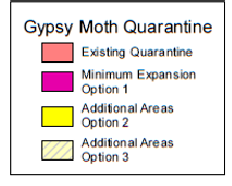 Gypsy Moth Quarantine
Existing Quarantine
Minimum Expansion
Option 1
Additional Areas
Option 2
Additional Areas
Option 3